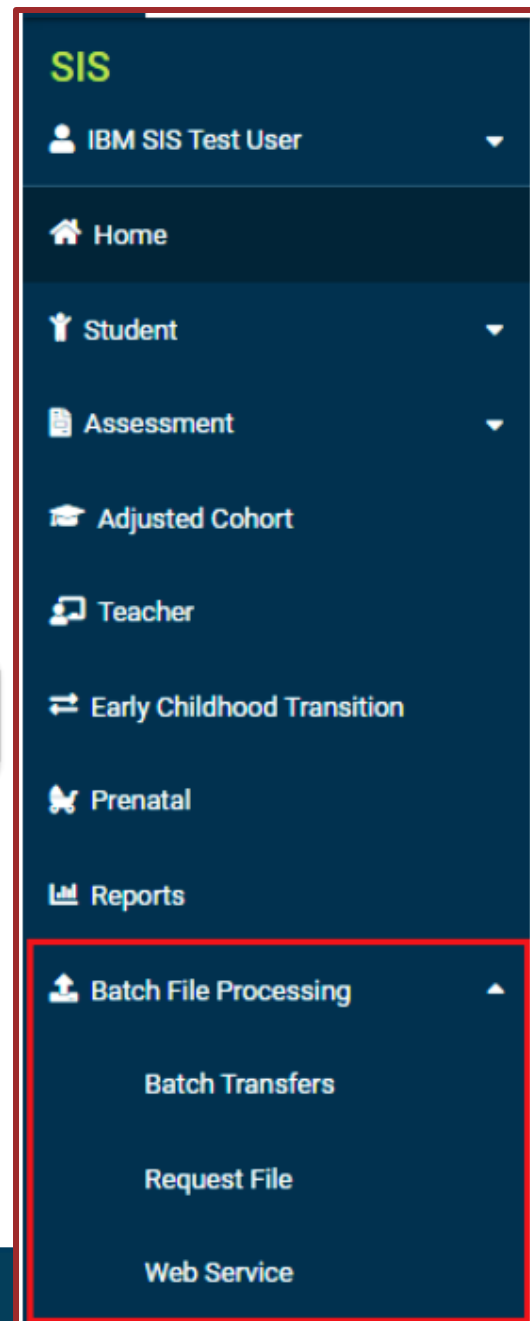 SIS
IBM SIS Test User
Home
Student
Assessment
Adjusted Cohort
Teacher
Early Childhood Transition
Prenatal
Reports
Batch File Processing
Batch Transfers
Request File
Web Service